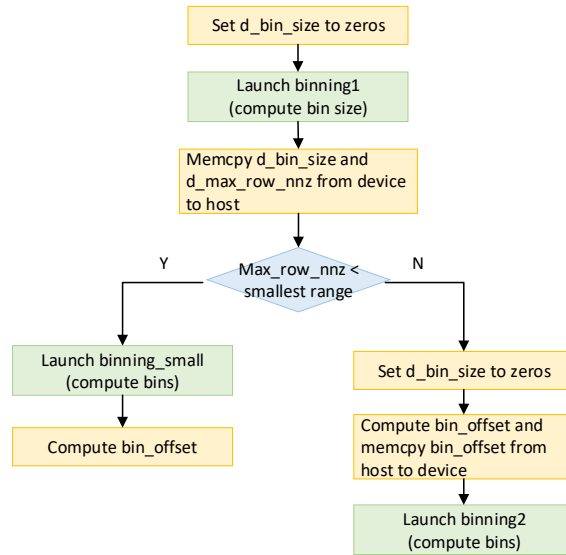 Set d_bin_size to zeros
Launch binning1
(compute bin size)
Memcpy d_bin_size and
d_max_row_nnz from device
to host
Max_row_nnz <
smallest range
Y
N
Launch binning_small
(compute bins)
Compute bin_offset
Set d_bin_size to zeros
Compute bin_offset and
memcpy bin_offset from
host to device
Launch binning2
(compute bins)